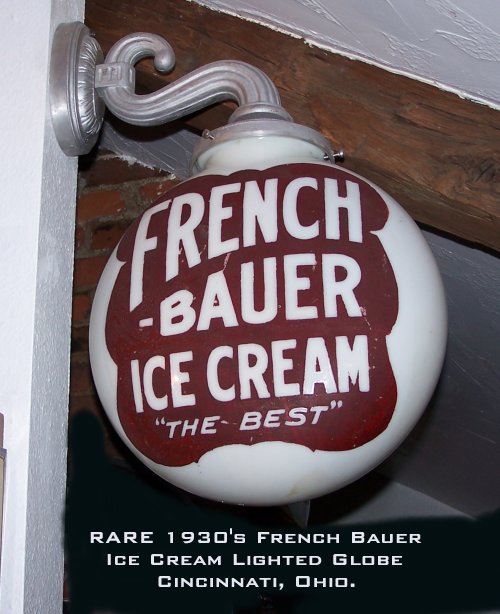 FRENCH
-BAUER
ICE CREAM
"THE BEST"
RARE 1930's French Bauer
Ice Cream Lighted Globe
Cincinnati, Ohio.